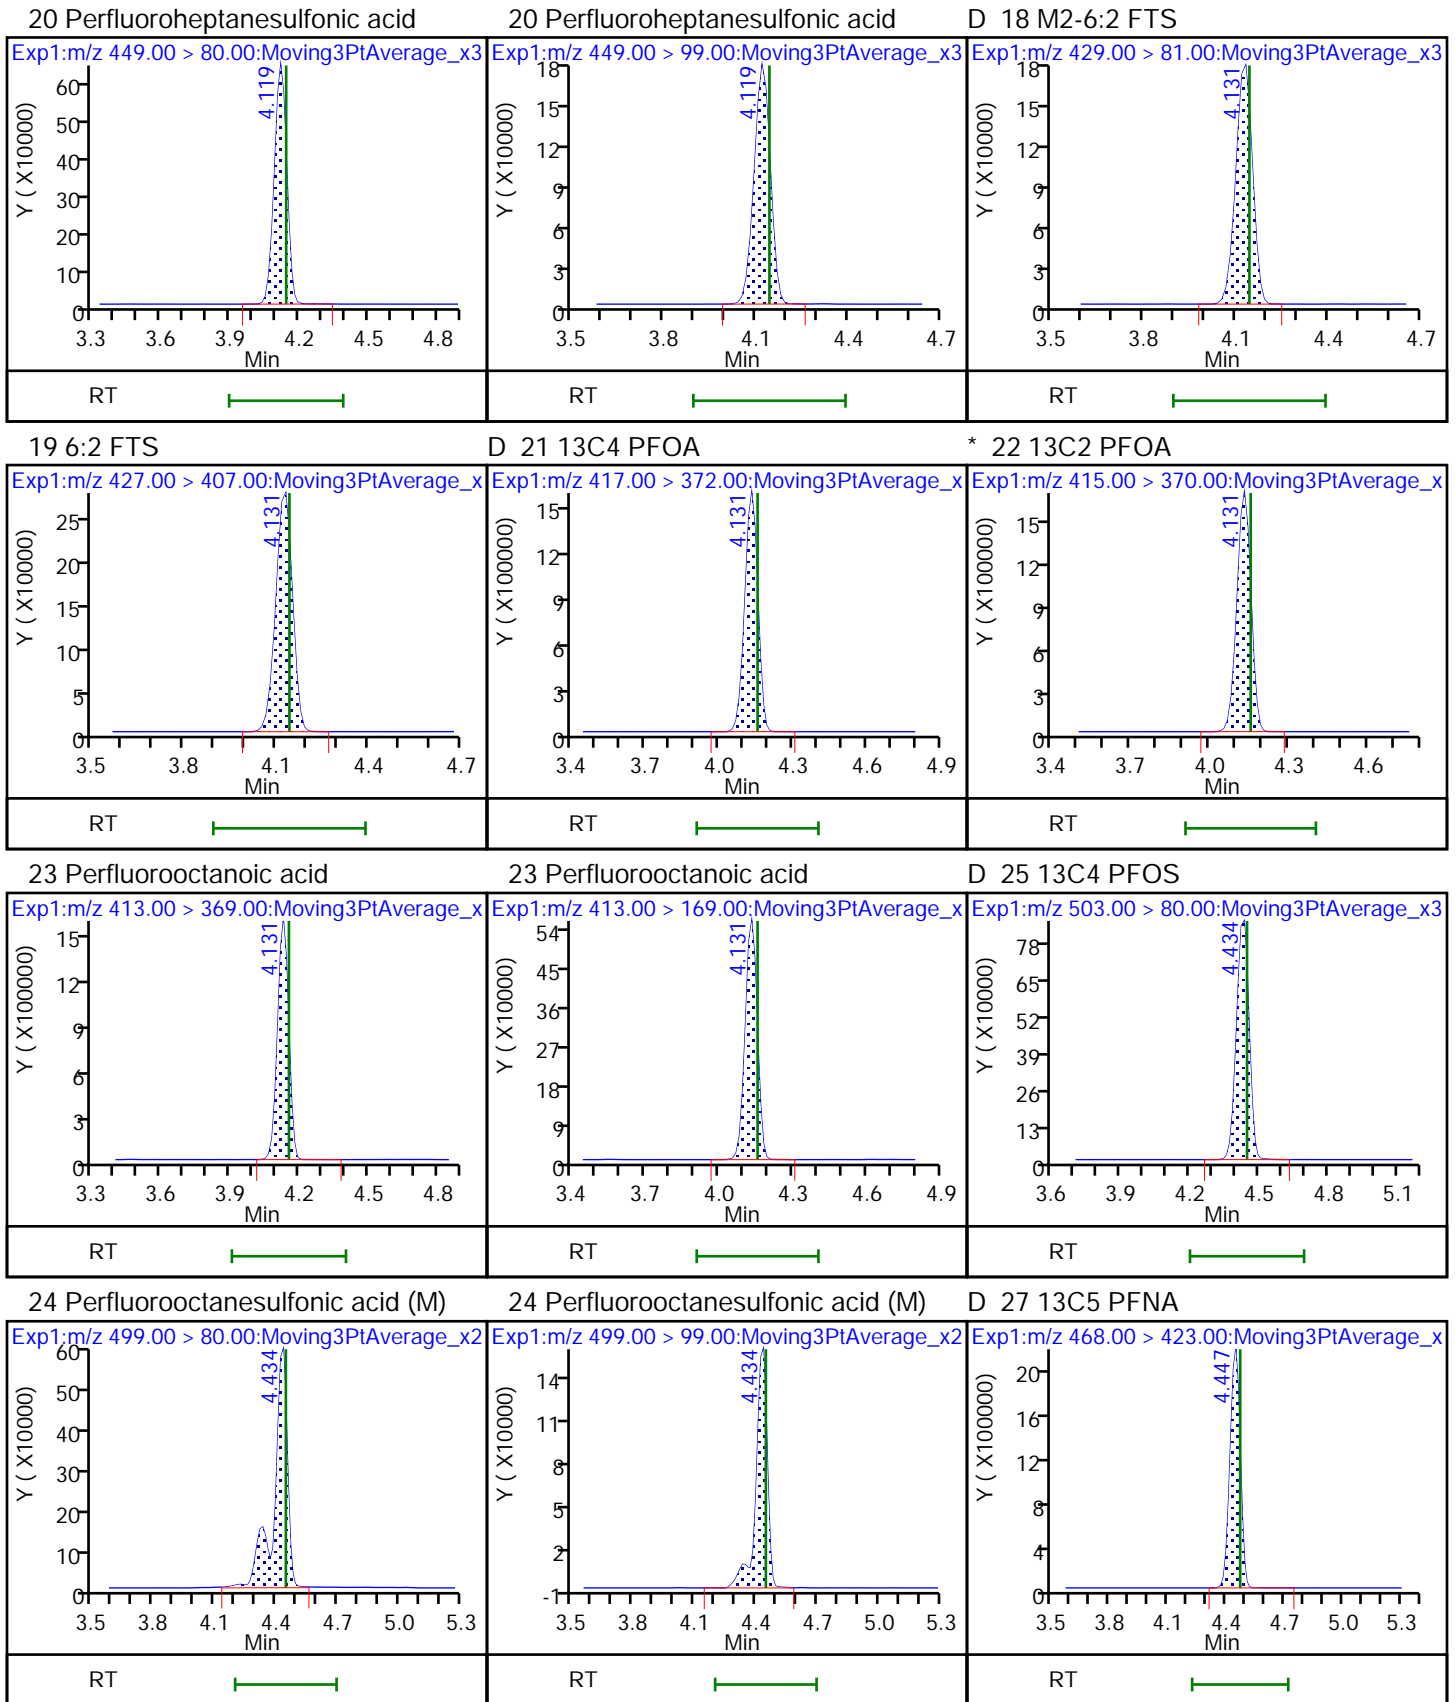 20 Perfluoroheptanesulfonic acid
Exp1:m/z 449.00 > 80.00:Moving3PtAverage_x3
4.119
Y ( X10000)
60
50
40
30
20
10
0
3.3 3.6 3.9 4.2 4.5 4.8
Min
RT
20 Perfluoroheptanesulfonic acid
Exp1:m/z 449.00 > 99.00:Moving3PtAverage_x3
4.119
Y ( X10000)
18
15
12
9
6
3
0
3.5 3.8 4.1 4.4 4.7
Min
RT
D 18 M2-6:2 FTS
Exp1:m/z 429.00 > 81.00:Moving3PtAverage_x3
4.131
Y ( X10000)
18
15
12
9
6
3
0
3.5 3.8 4.1 4.4 4.7
Min
RT
19 6:2 FTS
Exp1:m/z 427.00 > 407.00:Moving3PtAverage_x
4.131
Y ( X10000)
25
20
15
10
5
0
3.5 3.8 4.1 4.4 4.7
Min
RT
D 21 13C4 PFOA
Exp1:m/z 417.00 > 372.00:Moving3PtAverage_x
4.131
Y ( X100000)
15
12
9
6
3
0
3.4 3.7 4.0 4.3 4.6 4.9
Min
RT
* 22 13C2 PFOA
Exp1:m/z 415.00 > 370.00:Moving3PtAverage_x
4.131
Y ( X100000)
15
12
9
6
3
0
3.4 3.7 4.0 4.3 4.6
Min
RT
23 Perfluorooctanoic acid
Exp1:m/z 413.00 > 369.00:Moving3PtAverage_x
4.131
Y ( X100000)
15
12
9
6
3
0
3.3 3.6 3.9 4.2 4.5 4.8
Min
RT
23 Perfluorooctanoic acid
Exp1:m/z 413.00 > 169.00:Moving3PtAverage_x
4.131
Y ( X10000)
54
45
36
27
18
9
0
3.4 3.7 4.0 4.3 4.6 4.9
Min
RT
D 25 13C4 PFOS
Exp1:m/z 503.00 > 80.00:Moving3PtAverage_x3
4.434
Y ( X10000)
78
65
52
39
26
13
0
3.6 3.9 4.2 4.5 4.8 5.1
Min
RT
24 Perfluorooctanesulfonic acid (M)
Exp1:m/z 499.00 > 80.00:Moving3PtAverage_x2
4.434
Y ( X100000)
60
50
40
30
20
10
0
3.5 3.8 4.1 4.4 4.7 5.0 5.3
Min
RT
24 Perfluorooctanesulfonic acid (M)
Exp1:m/z 499.00 > 99.00:Moving3PtAverage_x2
4.434
Y ( X100000)
14
11
8
5
2
-1
3.5 3.8 4.1 4.4 4.7 5.0 5.3
Min
RT
D 27 13C5 PFNA
Exp1:m/z 468.00 > 423.00:Moving3PtAverage_x
4.447
Y ( X100000)
20
16
12
8
4
0
3.5 3.8 4.1 4.4 4.7 5.0 5.3
Min
RT